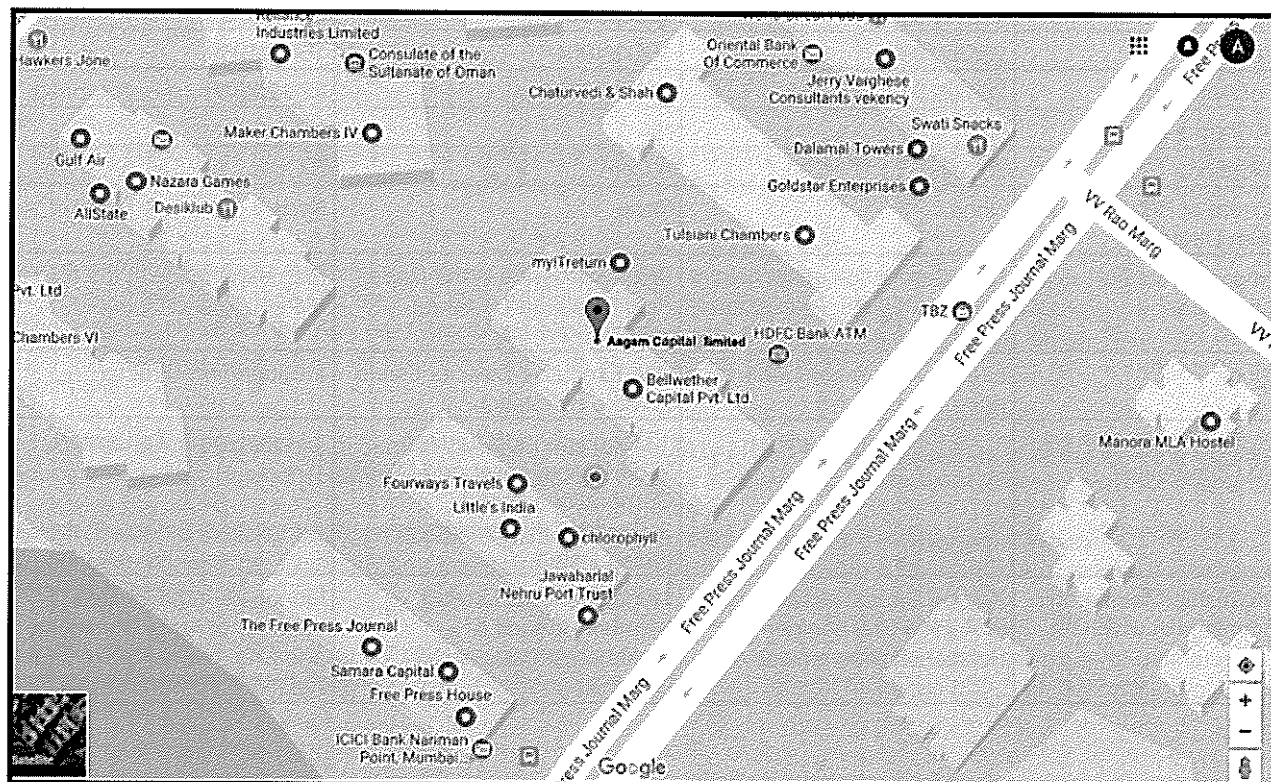 Industries Limited
Consulate of the
Sultanate of Oman
Oriental Bank
Of Commerce
A
Jerry Varghese
Consultants vekency
Chaturvedi & Shah
Hawkers Jone
Maker Chambers IV
Swati Snacks
Dalamal Towers
Gulf Air
Nazara Games
Goldstar Enterprises
AllState
Desiklub
VV Rao Marg
Tulsiani Chambers
myITreturn
Pvt. Ltd
TBZ
Free Press Journal Marg
HDFC Bank ATM
Chambers VI
Aagam Capital limited
Bellwether
Capital Pvt. Ltd.
Manora MLA Hostel
Free Press Journal Marg
Fourways Travels
Little's India
chlorophyll
Free Press Journal Marg
Jawaharlal
Nehru Port Trust
The Free Press Journal
Samara Capital
Free Press House
ICICI Bank Nariman
Point, Mumbai...
ess Journal Marg
Satellite
Google